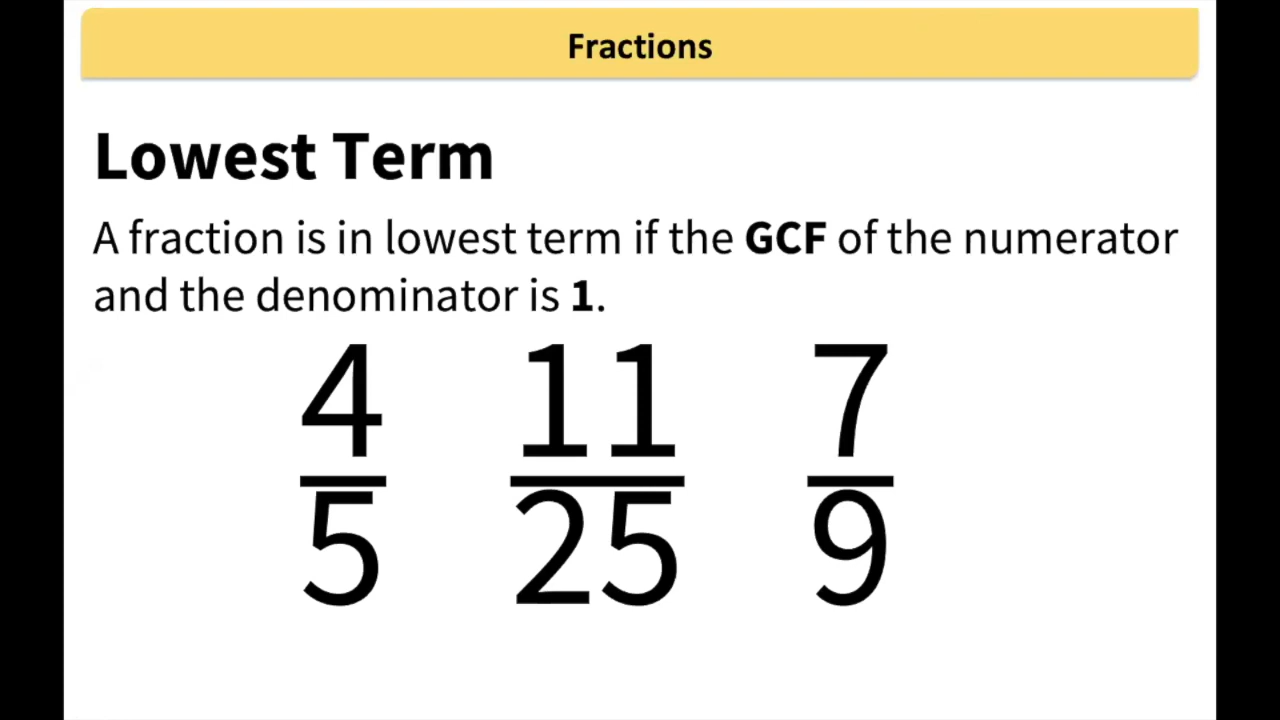 Fractions
Lowest Term
A fraction is in lowest term if the GCF of the numerator
and the denominator is 1.
4 11 7
5 25 9